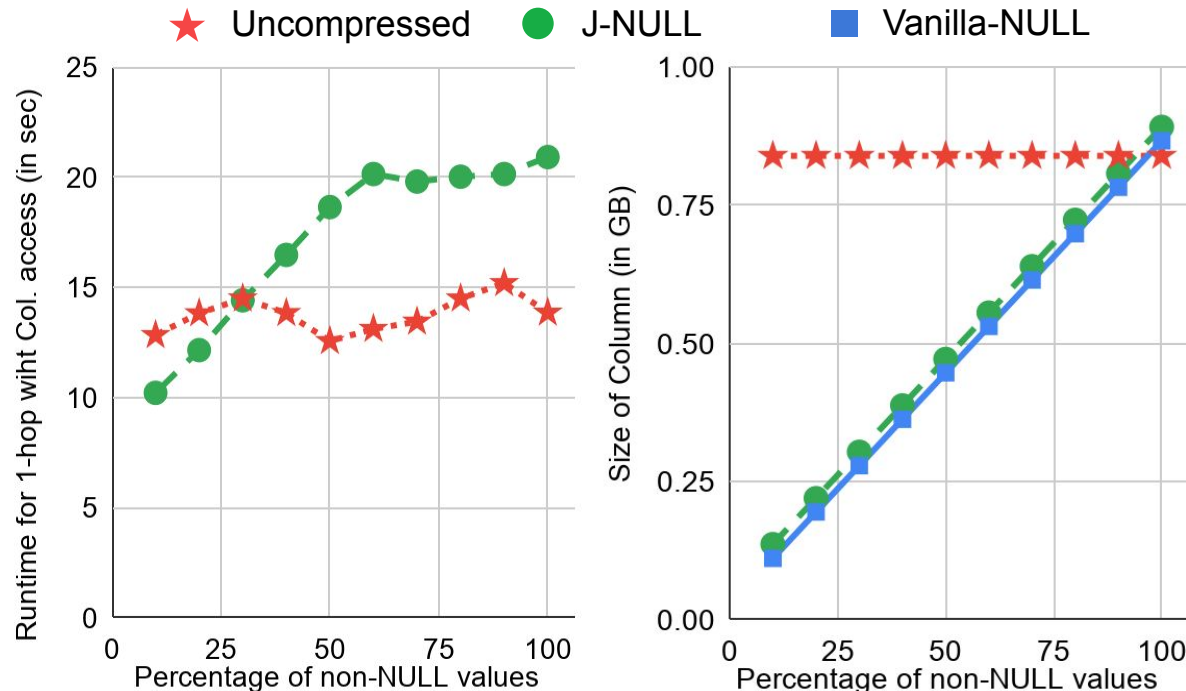 Uncompressed J-NULL Vanilla-NULL
Runtime for 1-hop wiht Col. access (in sec)
25
20
15
10
5
0
0 25 50 75 100
Percentage of non-NULL values
Size of Column (in GB)
1.00
0.75
0.50
0.25
0.00
0 25 50 75 100
Percentage of non-NULL values